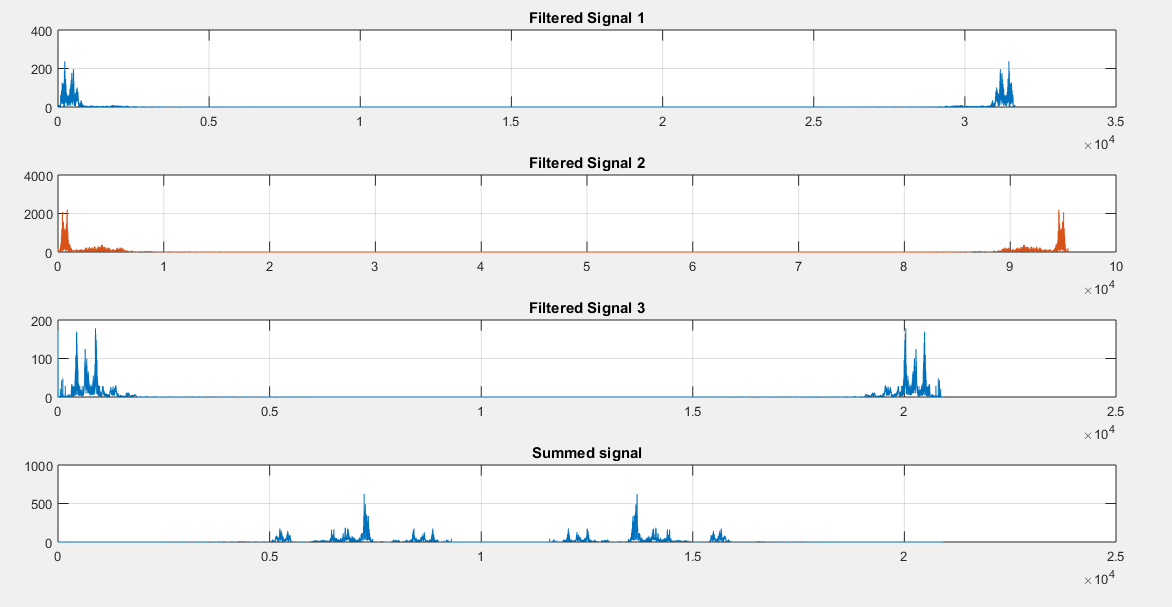 Filtered Signal 1
400
200
0
0 0.5 1 1.5 2 2.5 3 3.5
×10^4
Filtered Signal 2
4000
2000
0
0 1 2 3 4 5 6 7 8 9 10
×10^4
Filtered Signal 3
200
100
0
0 0.5 1 1.5 2 2.5
×10^4
Summed signal
1000
500
0
0 0.5 1 1.5 2 2.5
×10^4